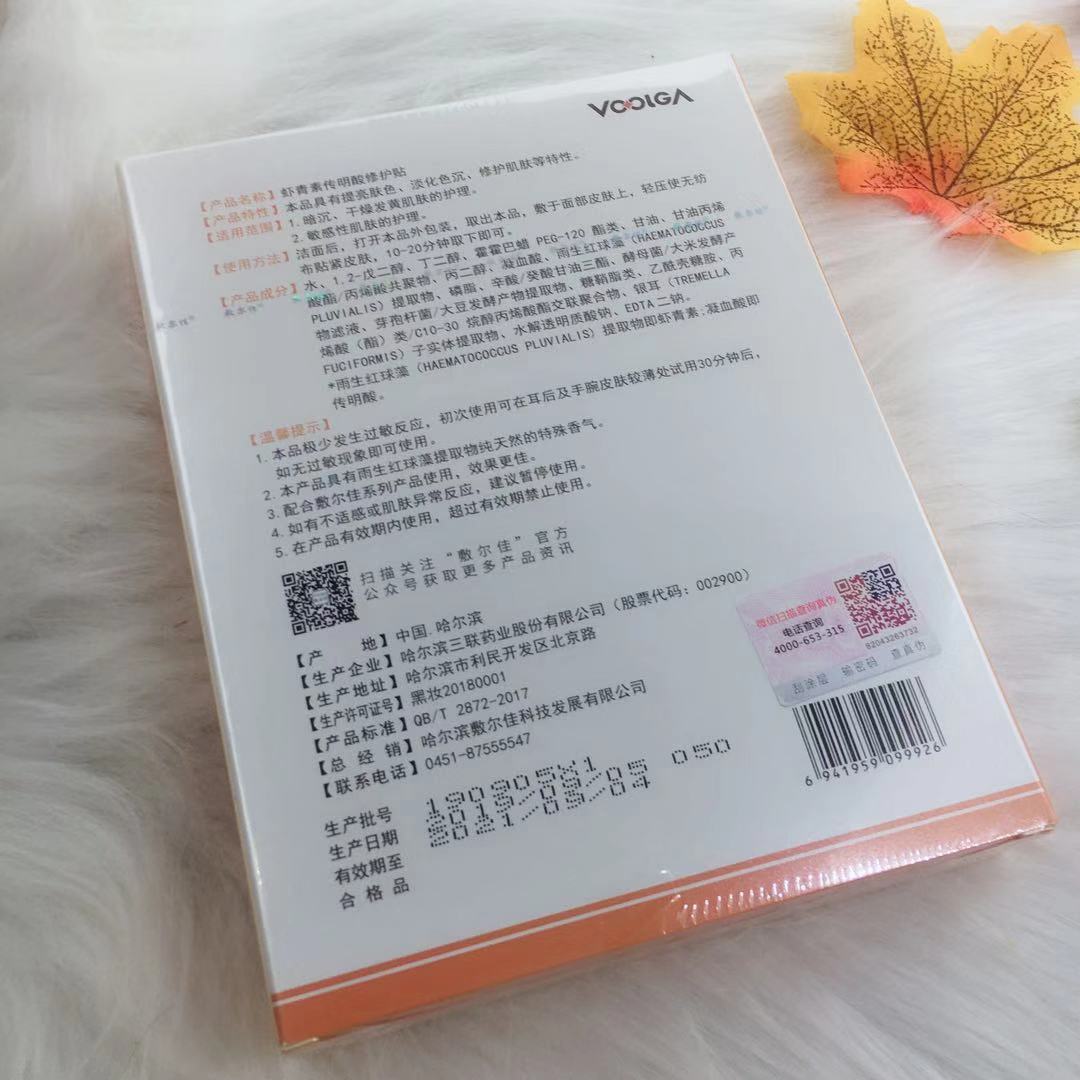 VOOLGA
【产品名称】虾青素传明酸修护贴
【产品特性】本品具有提亮肤色、淡化色沉、修护肌肤等特性。
【适用范围】1. 暗沉、干燥发黄肌肤的护理。
2. 敏感性肌肤的护理。
【使用方法】洁面后，打开本品外包装，取出本品，敷于面部皮肤上，轻压使无纺
布贴紧皮肤，10-20分钟取下即可。
【产品成分】水、1,2-戊二醇、丁二醇、霍霍巴蜡 PEG-120 酯类、甘油、甘油丙烯
酸酯/丙烯酸共聚物、丙二醇、凝血酸、雨生红球藻（HAEMATOCOCCUS
PLUVIALIS）提取物、磷脂、辛酸/癸酸甘油三酯、酵母菌/大米发酵产
物滤液、芽孢杆菌/大豆发酵产物提取物、糖鞘脂类、乙酰壳糖胺、丙
烯酸（酯）类/C10-30 烷醇丙烯酸酯交联聚合物、银耳（TREMELLA
FUCIFORMIS）子实体提取物、水解透明质酸钠、EDTA 二钠。
*雨生红球藻（HAEMATOCOCCUS PLUVIALIS）提取物即虾青素;凝血酸即
传明酸。
敷尔佳®
敷尔佳®
【温馨提示】
1. 本品极少发生过敏反应，初次使用可在耳后及手腕皮肤较薄处试用30分钟后，
如无过敏现象即可使用。
2. 本产品具有雨生红球藻提取物纯天然的特殊香气。
3. 配合敷尔佳系列产品使用，效果更佳。
4. 如有不适感或肌肤异常反应，建议暂停使用。
5. 在产品有效期内使用，超过有效期禁止使用。
扫描关注“敷尔佳”官方
公众号获取更多产品资讯
【产 地】中国.哈尔滨
【生产企业】哈尔滨三联药业股份有限公司（股票代码：002900）
【生产地址】哈尔滨市利民开发区北京路
【生产许可证号】黑妆20180001
【产品标准】QB/T 2872-2017
【总 经 销】哈尔滨敷尔佳科技发展有限公司
【联系电话】0451-87555547
生产批号 190905X1 050
生产日期 2019/09/05
有效期至 2021/09/04
合格品
微信扫描查询真伪
电话查询
4000-653-315
82043263732
刮涂层 输密码 查真伪
6 941959 099926